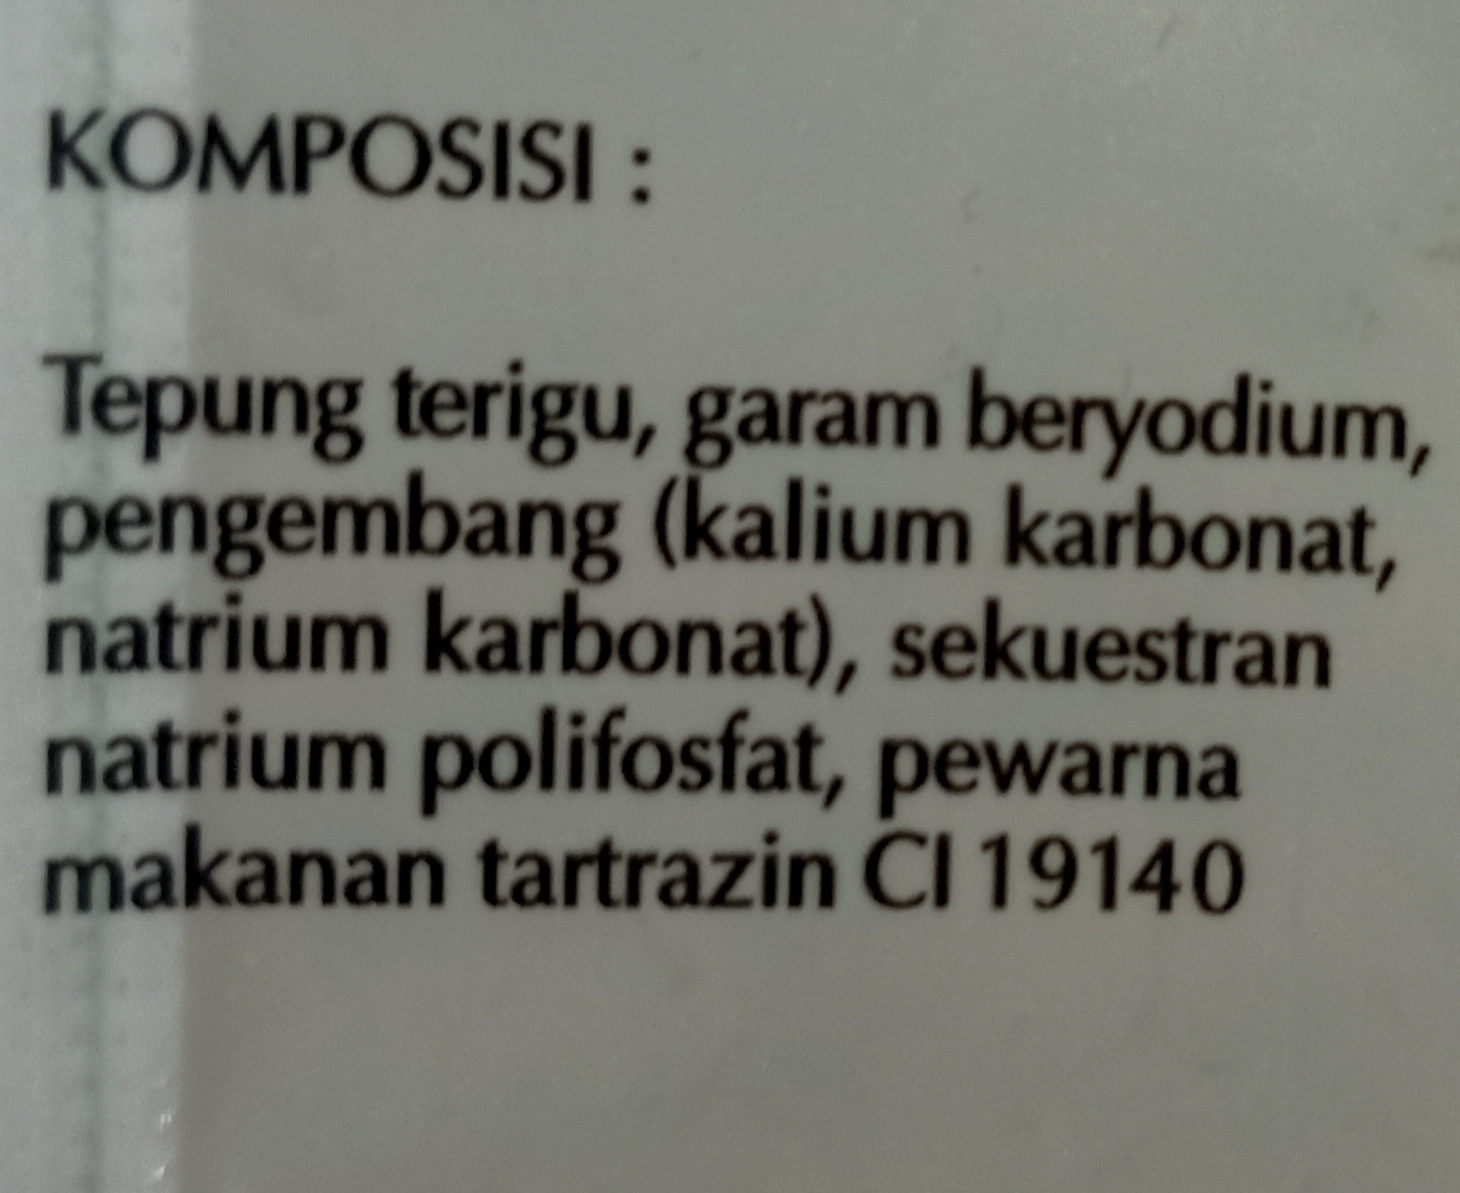 KOMPOSISI :
Tepung terigu, garam beryodium,
pengembang (kalium karbonat,
natrium karbonat), sekuestran
natrium polifosfat, pewarna
makanan tartrazin CI 19140